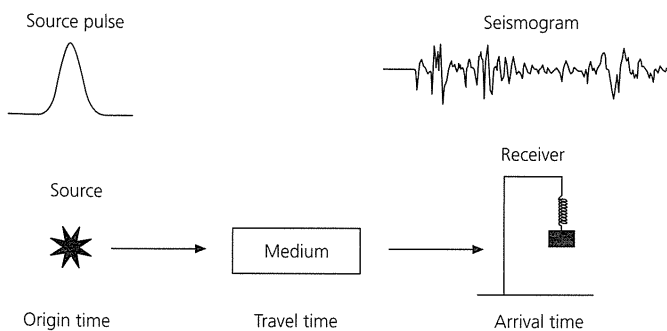 Source pulse
Seismogram
Receiver
Source
Medium
Origin time
Travel time
Arrival time